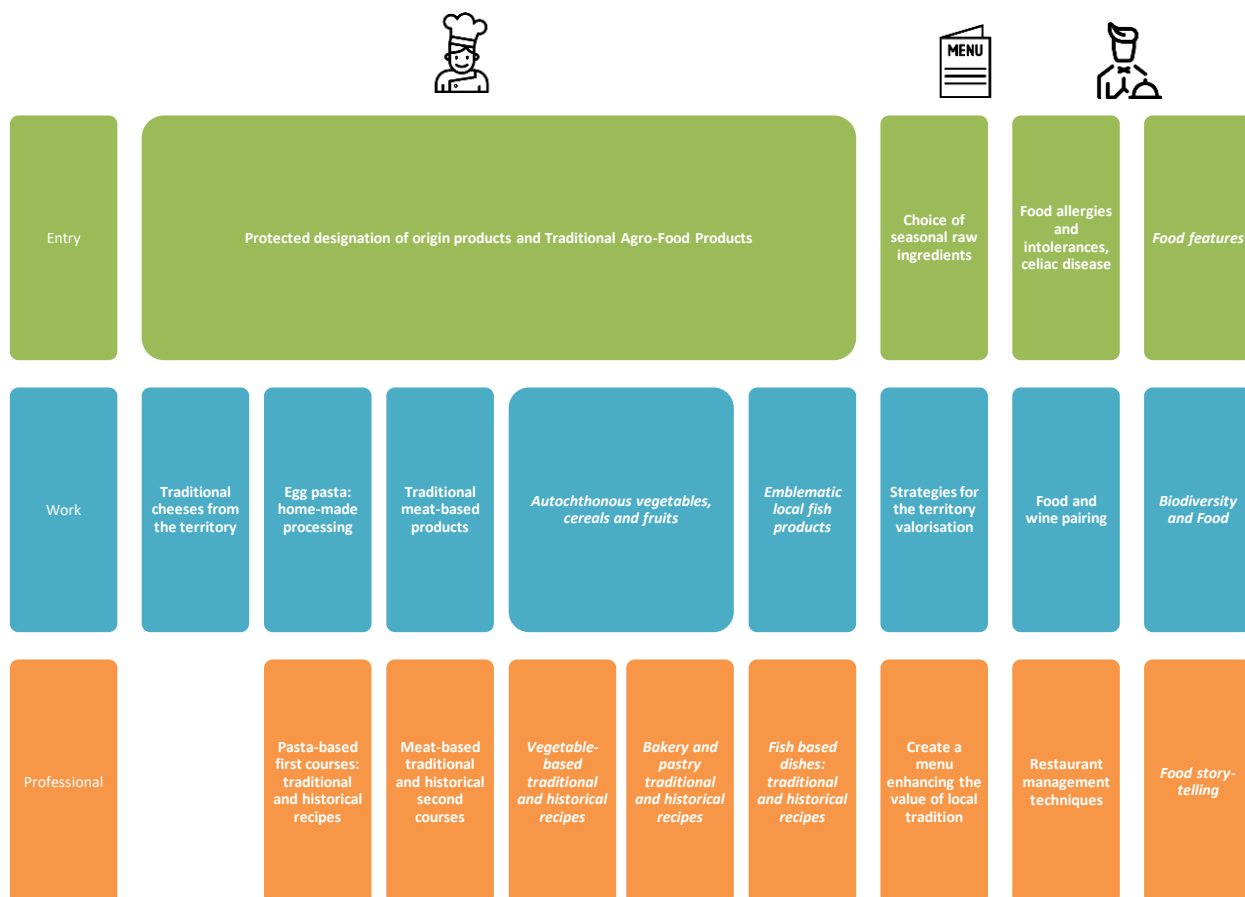 MENU
Entry
Protected designation of origin products and Traditional Agro-Food Products
Choice of
seasonal raw
ingredients
Food allergies
and
intolerances,
celiac disease
Food features
Work
Traditional
cheeses from
the territory
Egg pasta:
home-made
processing
Traditional
meat-based
products
Autochthonous vegetables,
cereals and fruits
Emblematic
local fish
products
Strategies for
the territory
valorisation
Food and
wine pairing
Biodiversity
and Food
Professional
Pasta-based
first courses:
traditional
and historical
recipes
Meat-based
traditional
and historical
second
courses
Vegetable-
based
traditional
and historical
recipes
Bakery and
pastry
traditional
and historical
recipes
Fish based
dishes:
traditional
and historical
recipes
Create a
menu
enhancing the
value of local
tradition
Restaurant
management
techniques
Food story-
telling